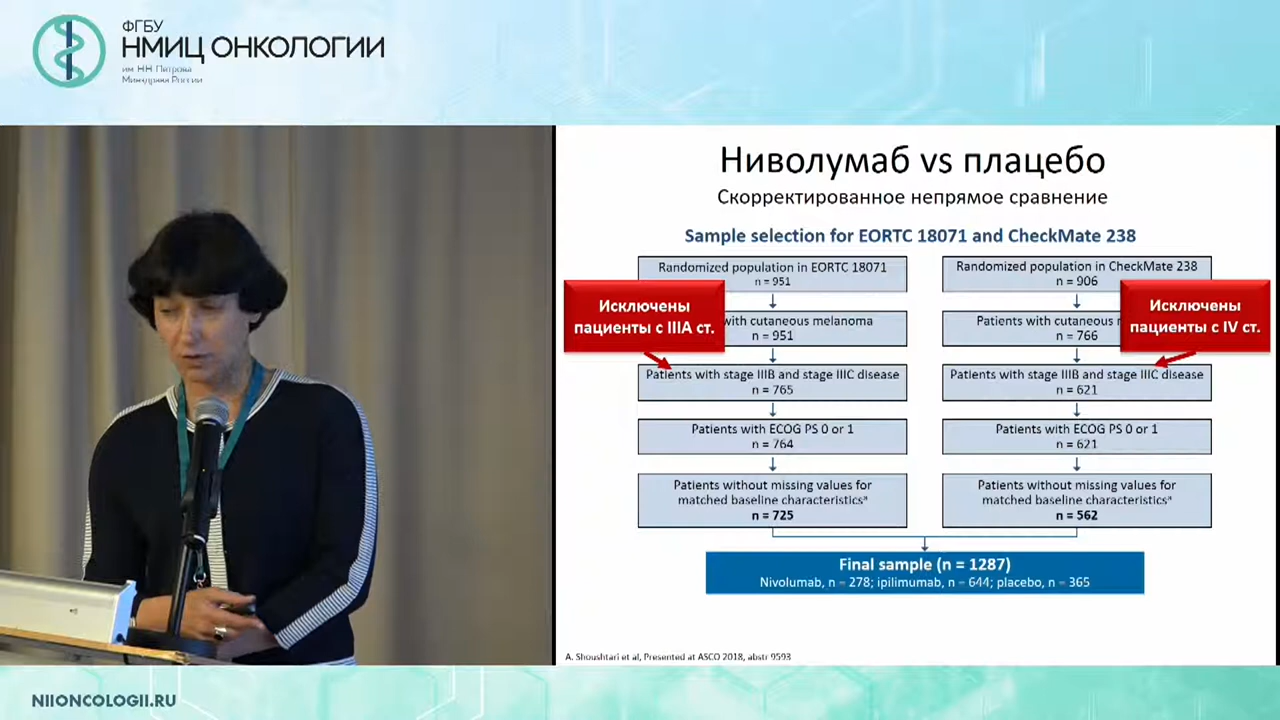 ФГБУ
НМИЦ ОНКОЛОГИИ
им НН Петрова
Минздрава России
Ниволумаб vs плацебо
Скорректированное непрямое сравнение
Sample selection for EORTC 18071 and CheckMate 238
Randomized population in EORTC 18071
n = 951
with cutaneous melanoma
n = 951
Patients with stage IIIB and stage IIIC disease
n = 765
Patients with ECOG PS 0 or 1
n = 764
Patients without missing values for
matched baseline characteristicsª
n = 725
Исключены
пациенты с IIIA ст.
Randomized population in CheckMate 238
n = 906
Patients with cutaneous
n = 766
Patients with stage IIIB and stage IIIC disease
n = 621
Patients with ECOG PS 0 or 1
n = 621
Patients without missing values for
matched baseline characteristicsª
n = 562
Исключены
пациенты с IV ст.
Final sample (n = 1287)
Nivolumab, n = 278; ipilimumab, n = 644; placebo, n = 365
A. Shoushtari et al, Presented at ASCO 2018, abstr 9593
NIIONCOLOGII.RU